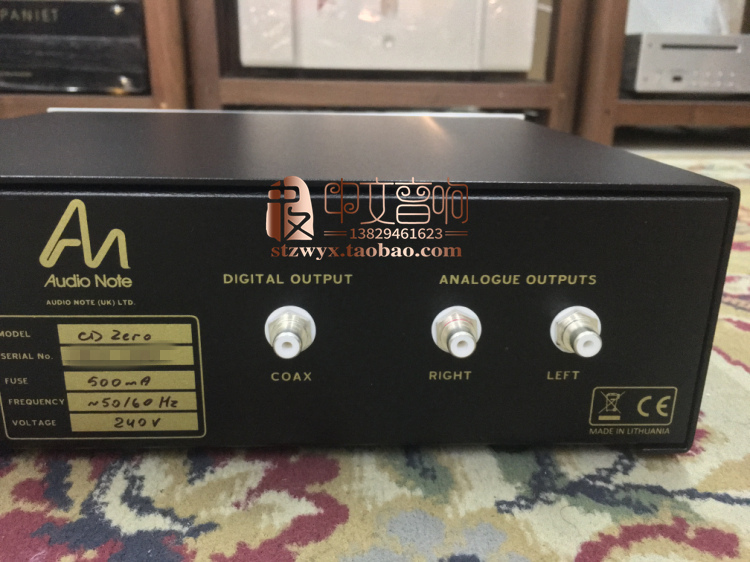 PANIET
中文音响
13829461623
stzwyx.taobao.com
Audio Note
AUDIO NOTE (UK) LTD.
DIGITAL OUTPUT
ANALOGUE OUTPUTS
MODEL CD Zero
SERIAL No.
FUSE 500mA
FREQUENCY ~50/60 Hz
VOLTAGE 240V
COAX
RIGHT
LEFT
CE
MADE IN LITHUANIA